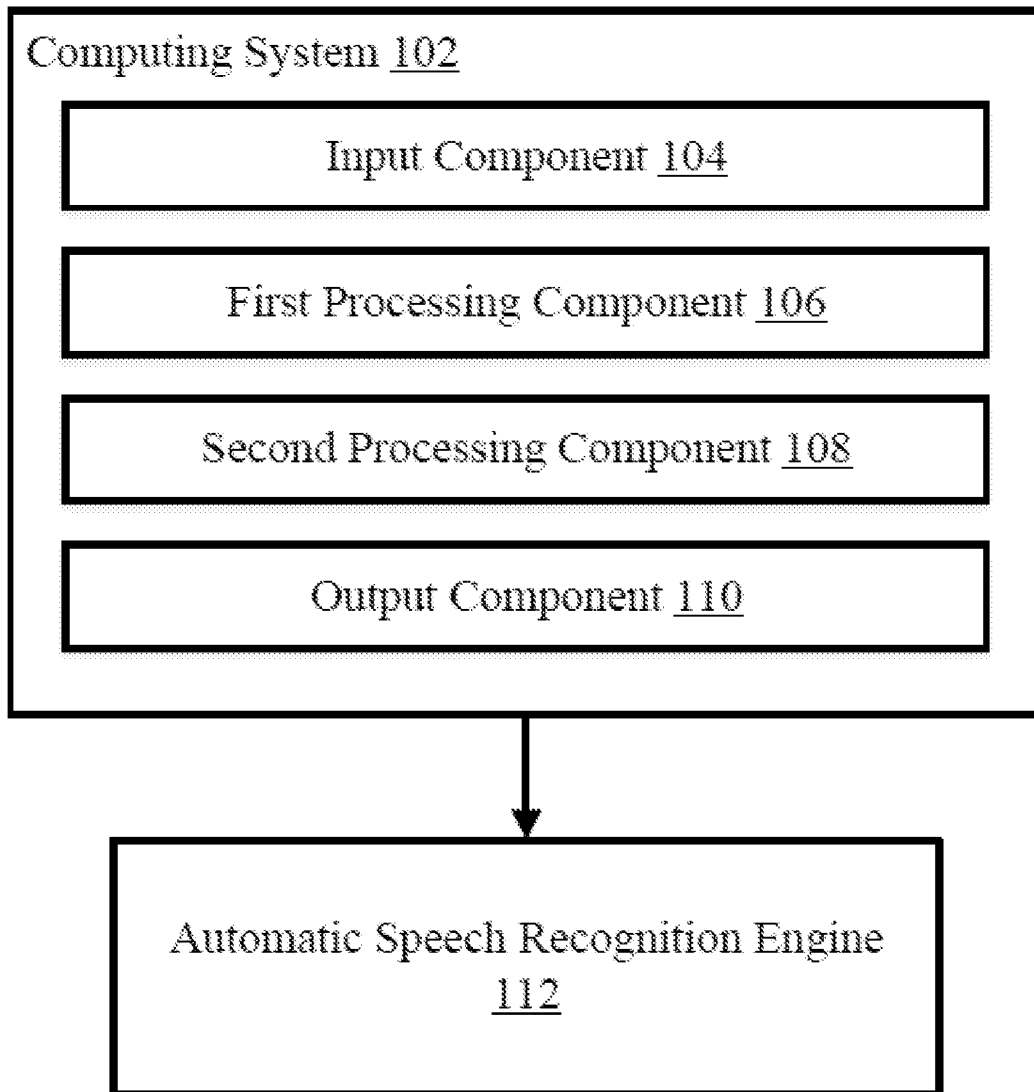 Computing System 102
Input Component 104
First Processing Component 106
Second Processing Component 108
Output Component 110
Automatic Speech Recognition Engine
112